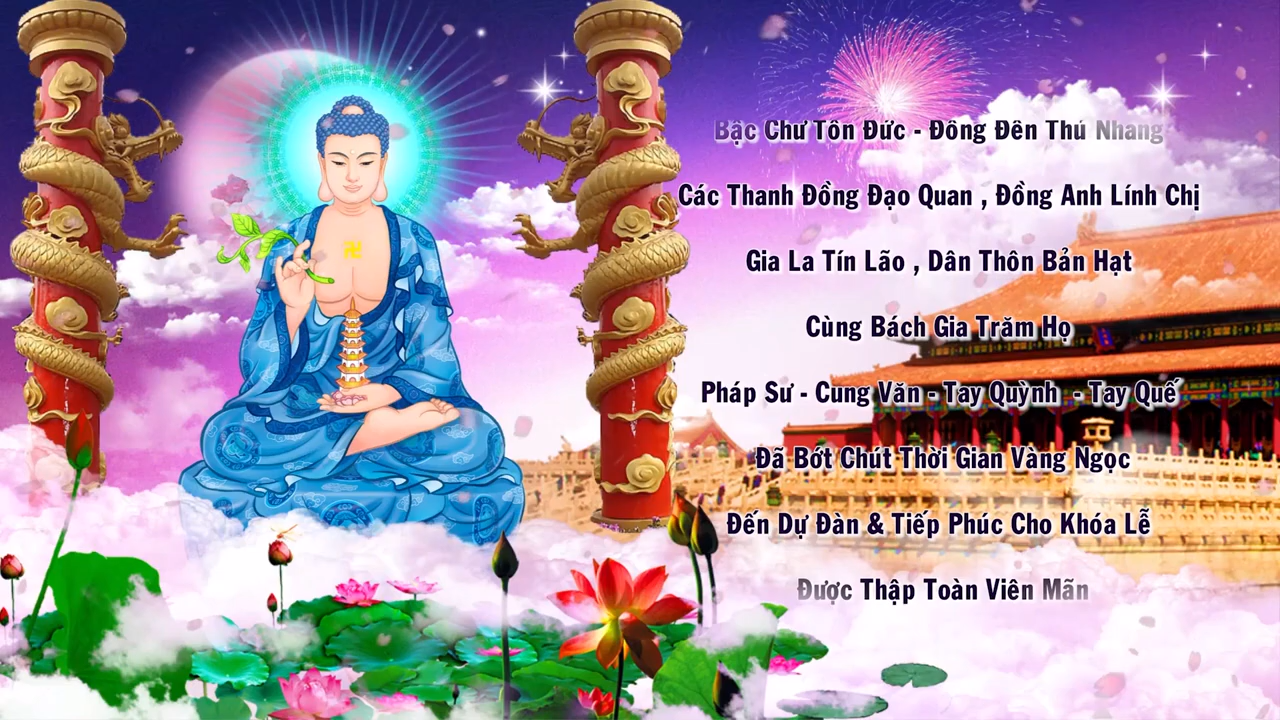 Bậc Chư Tôn Đức - Đồng Đền Thủ Nhang
Các Thanh Đồng Đạo Quan , Đồng Anh Lính Chị
Gia La Tín Lão , Dân Thôn Bản Hạt
Cùng Bách Gia Trăm Họ
Pháp Sư - Cung Văn - Tay Quỳnh - Tay Quế
Đã Bớt Chút Thời Gian Vàng Ngọc
Đến Dự Đàn & Tiếp Phúc Cho Khóa Lễ
Được Thập Toàn Viên Mãn